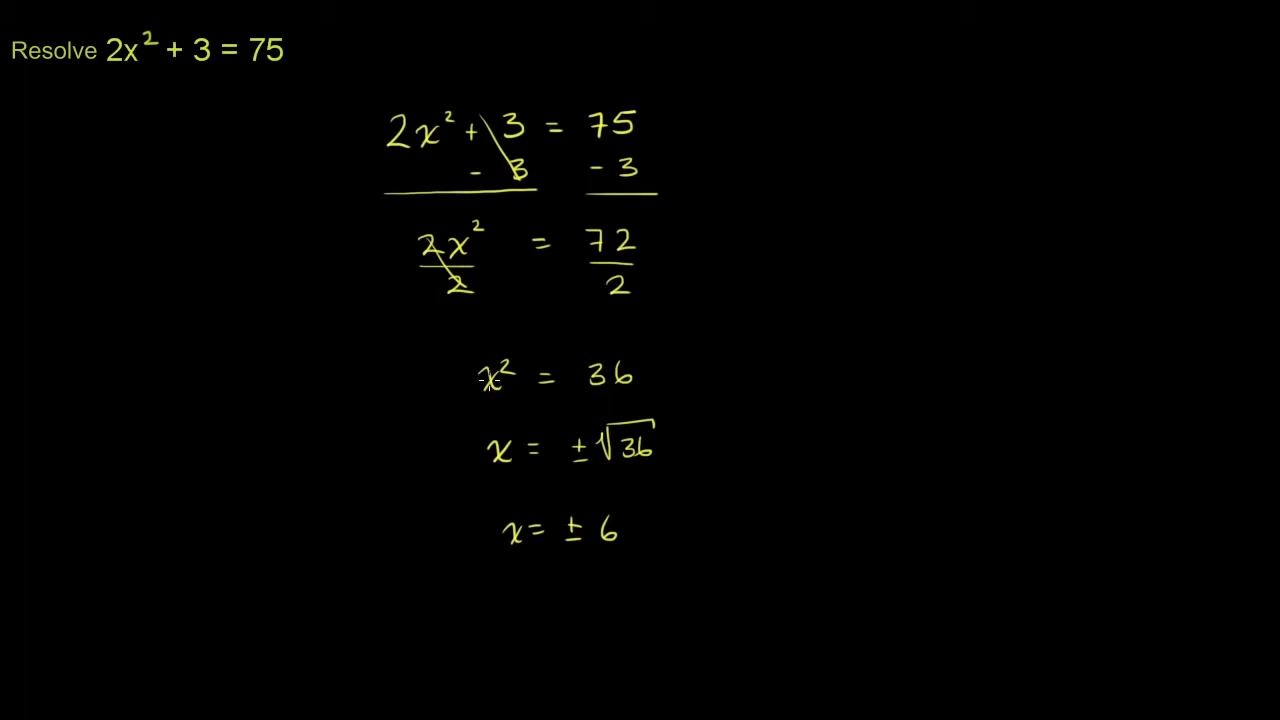 Resolve 2x² + 3 = 75
2x² + 3 = 75
- 3 - 3
2x² = 72
2 2
x² = 36
x = ±√36
x = ± 6